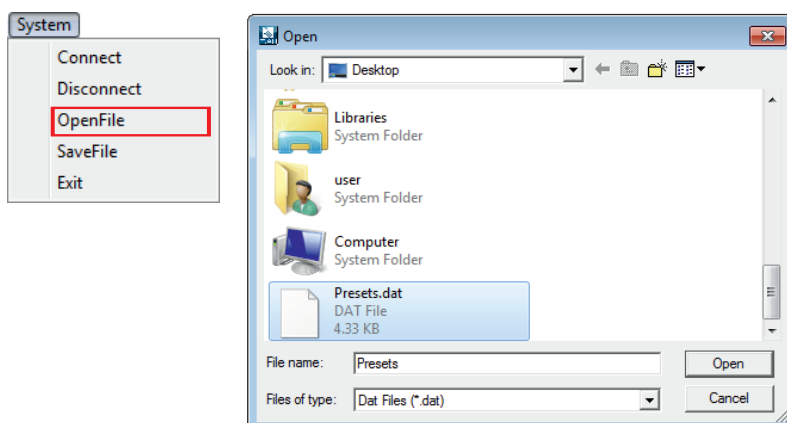 System
Connect
Disconnect
OpenFile
SaveFile
Exit
Open
Look in: Desktop
Libraries
System Folder
user
System Folder
Computer
System Folder
Presets.dat
DAT File
4.33 KB
File name: Presets Open
Files of type: Dat Files (*.dat) Cancel